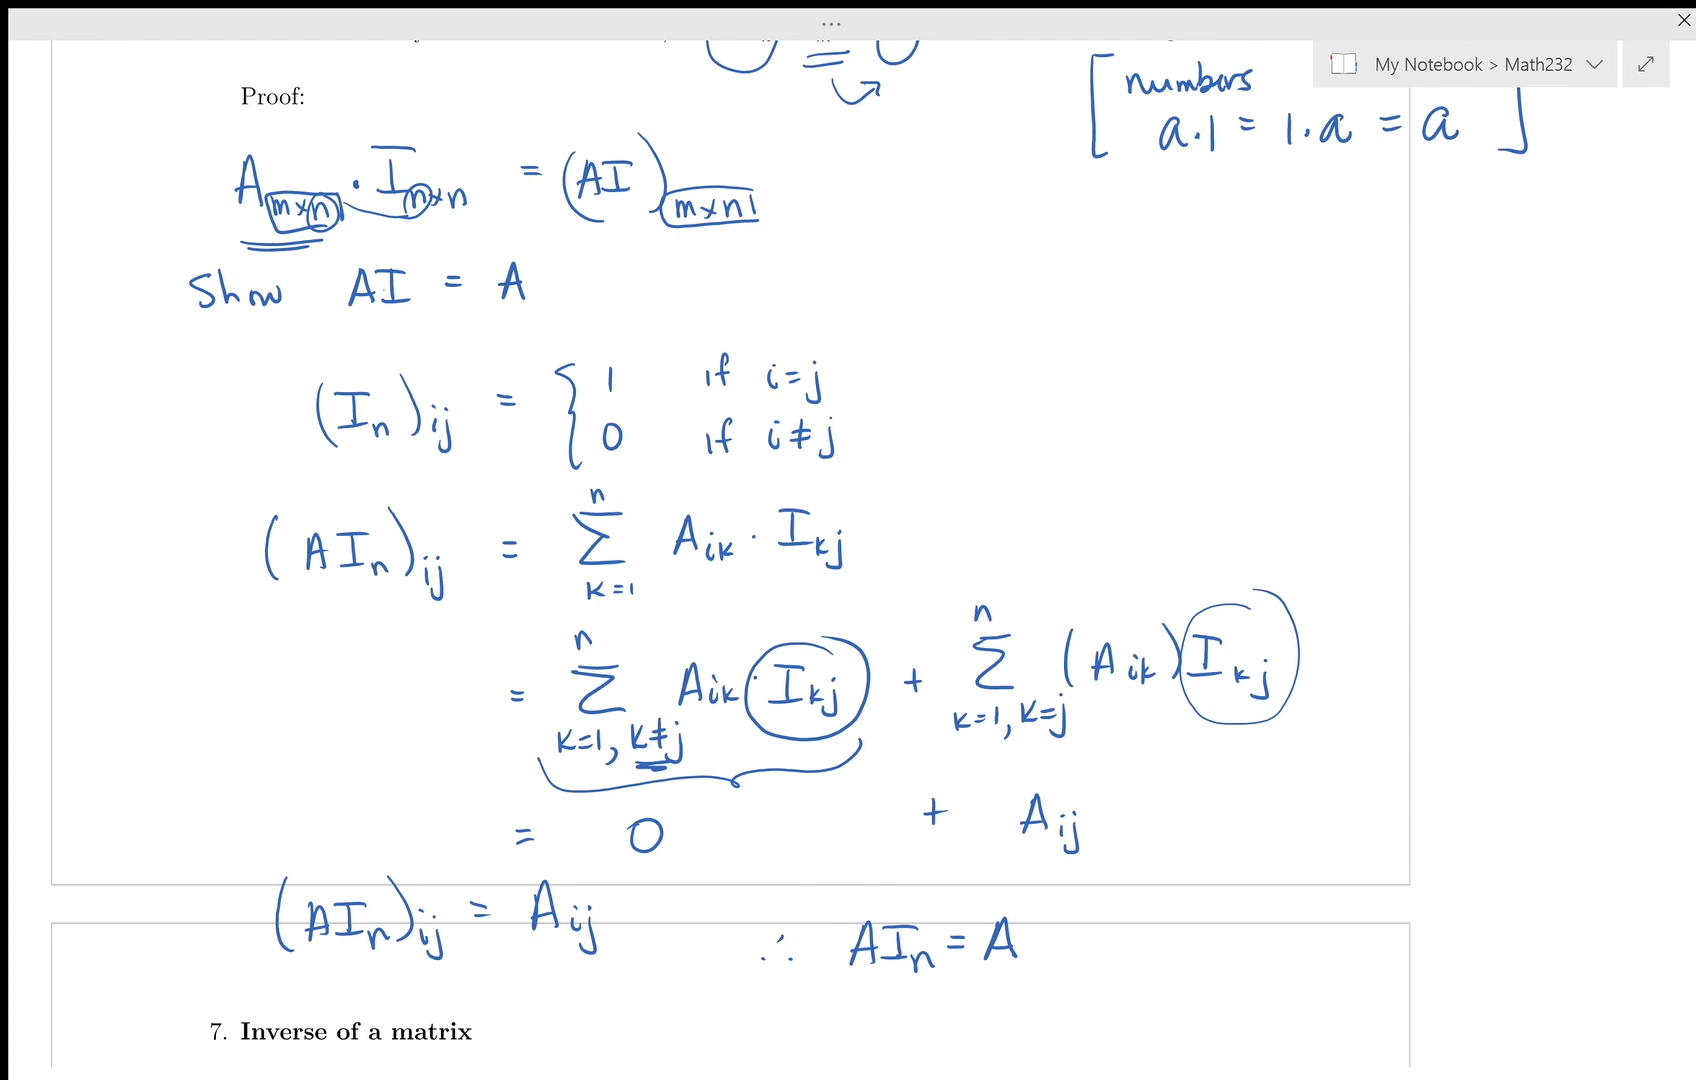 My Notebook > Math232
[ numbers
a·1 = 1·a = a ]
Proof:
A_{m×n} · I_{n×n} = (AI)_{m×n}
Show AI = A
(I_n)_{ij} = { 1 if i=j
0 if i≠j
(AI_n)_{ij} = Σ_{k=1}^{n} A_{ik} · I_{kj}
= Σ_{k=1, k≠j}^{n} A_{ik} (· I_{kj}) + Σ_{k=1, k=j}^{n} (A_{ik}) I_{kj}
= 0 + A_{ij}
(AI_n)_{ij} = A_{ij} ∴ AI_n = A
7. Inverse of a matrix